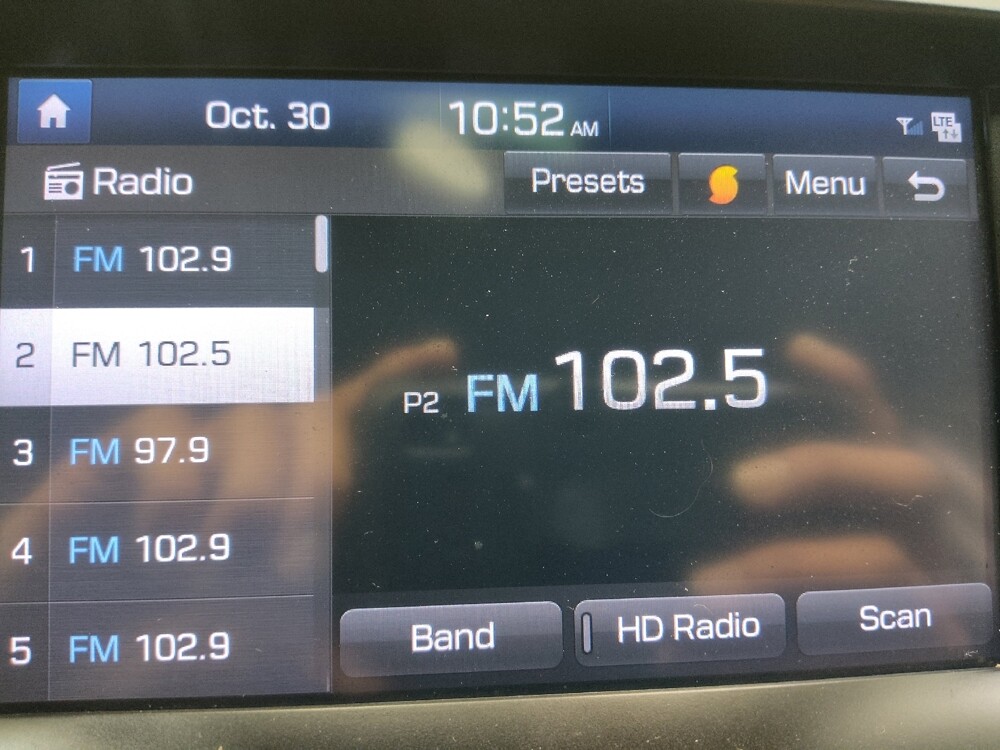 Oct. 30 10:52 AM LTE
Radio Presets Menu
1 FM 102.9
2 FM 102.5
3 FM 97.9
4 FM 102.9
5 FM 102.9
P2 FM 102.5
Band HD Radio Scan